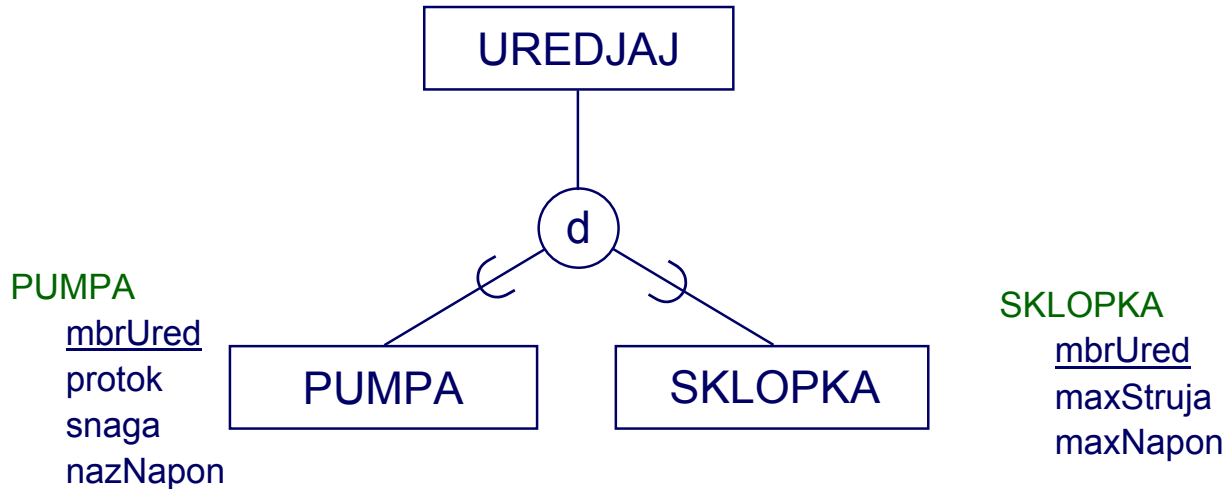 UREDJAJ
d
PUMPA
mbrUred
protok
snaga
nazNapon
PUMPA
SKLOPKA
SKLOPKA
mbrUred
maxStruja
maxNapon